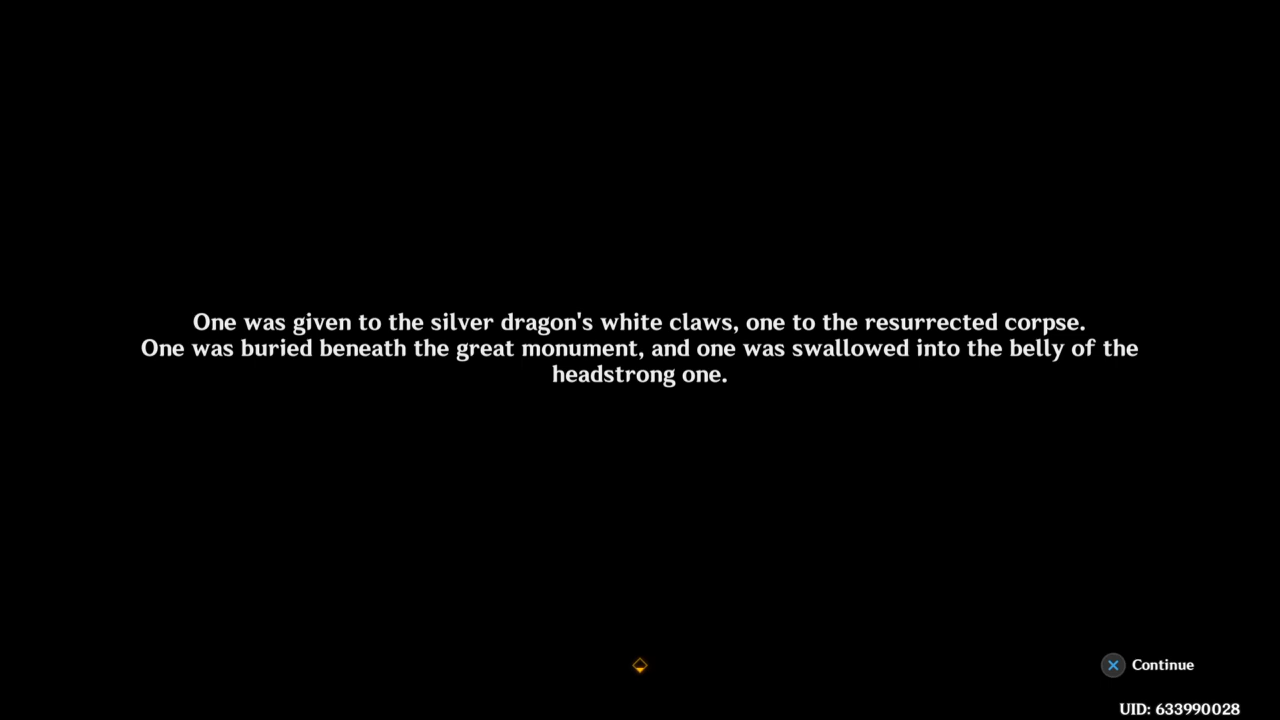 One was given to the silver dragon's white claws, one to the resurrected corpse.
One was buried beneath the great monument, and one was swallowed into the belly of the
headstrong one.
Continue
UID: 633990028